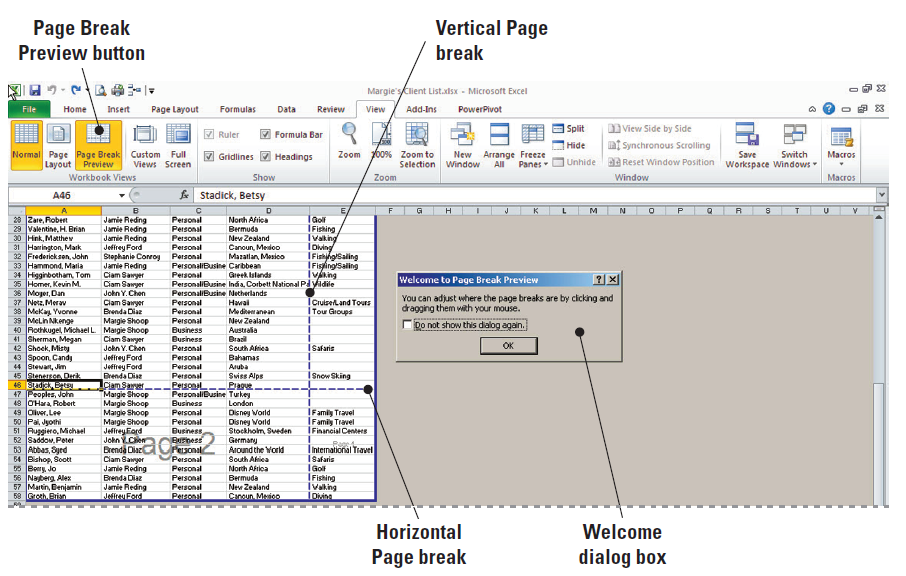 Page Break
Preview button
Vertical Page
break
Margie's Client List.xlsx - Microsoft Excel
File Home Insert Page Layout Formulas Data Review View Add-Ins PowerPivot
Normal Page Layout Page Break Preview Custom Views Full Screen
Workbook Views
Ruler Formula Bar
Gridlines Headings
Show
Zoom 100% Zoom to Selection
Zoom
New Window Arrange All Freeze Panes
Split
Hide
Unhide
View Side by Side
Synchronous Scrolling
Reset Window Position
Window
Save Workspace Switch Windows
Macros
Macros
A46 fx Stadick, Betsy
A B C D E F G H I J K L M N O P Q R S T U V
28 Zare, Robert Jamie Reding Personal North Africa Golf
29 Valentine, H. Brian Jamie Reding Personal Bermuda Fishing
30 Hink, Matthew Jamie Reding Personal New Zealand Walking
31 Harrington, Mark Jeffrey Ford Personal Cancun, Mexico Diving
32 Fredericksen, John Stephanie Conroy Personal Mazatlan, Mexico Fishing/Sailing
33 Hammond, Maria Jamie Reding Personal/Busine Caribbean Fishing/Sailing
34 Higginbotham, Tom Ciam Sawyer Personal Greek Islands Walking
35 Homer, Kevin M. Ciam Sawyer Personal/Busine India, Corbett National Pa Wildlife
36 Moger, Dan John Y. Chen Personal/Busine Netherlands
37 Netz, Merav Ciam Sawyer Personal Hawaii Cruise/Land Tours
38 McKay, Yvonne Brenda Diaz Personal Mediterranean Tour Groups
39 MeLin Nkenge Margie Shoop Personal New Zealand
40 Rothkugel, Michael L. Margie Shoop Business Australia
41 Sherman, Megan Ciam Sawyer Business Brazil
42 Shock, Misty John Y. Chen Personal South Africa Safaris
43 Spoon, Candy Jeffrey Ford Personal Bahamas
44 Stewart, Jim Jeffrey Ford Personal Aruba
45 Stenerson, Derik Brenda Diaz Personal Swiss Alps Snow Skiing
46 Stadick, Betsy Ciam Sawyer Personal Prague
47 Peoples, John Margie Shoop Personal/Busine Turkey
48 O'Hara, Robert Margie Shoop Business London
49 Oliver, Lee Margie Shoop Personal Disney World Family Travel
50 Pai, Jyothi Margie Shoop Personal Disney World Family Travel
51 Ruggiero, Michael Jeffrey Ford Business Stockholm, Sweden Financial Centers
52 Saddow, Peter John Y. Chen Business Germany
53 Abbas, Syed Brenda Diaz Personal Around the World International Travel
54 Bishop, Scott Ciam Sawyer Personal South Africa Safaris
55 Berry, Jo Jamie Reding Personal North Africa Golf
56 Nayberg, Alex Brenda Diaz Personal Bermuda Fishing
57 Martin, Benjamin Jamie Reding Personal New Zealand Walking
58 Groth, Brian Jeffrey Ford Personal Cancun, Mexico Diving
Page 2
Page 4
Welcome to Page Break Preview
You can adjust where the page breaks are by clicking and
dragging them with your mouse.
Do not show this dialog again.
OK
Horizontal
Page break
Welcome
dialog box